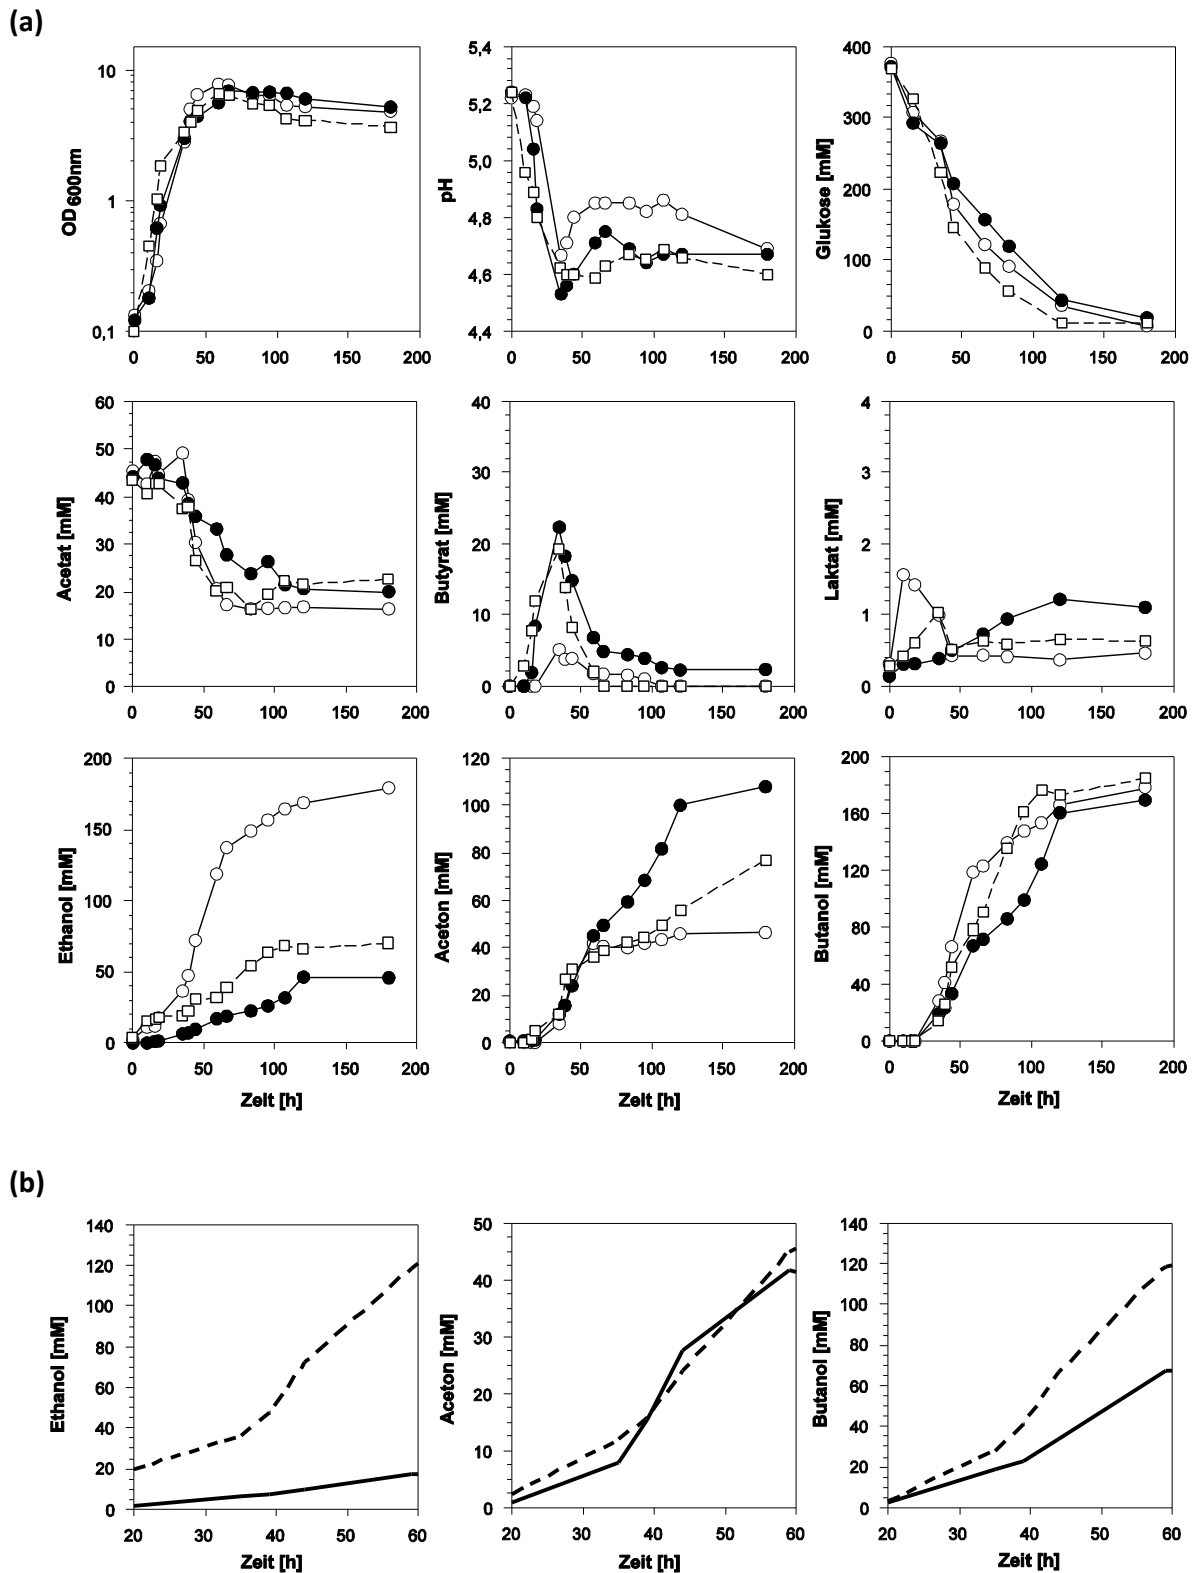 (a)
OD600nm
10
1
0,1
0 50 100 150 200
pH
5,4
5,2
5,0
4,8
4,6
4,4
0 50 100 150 200
Glukose [mM]
400
300
200
100
0
0 50 100 150 200
Acetat [mM]
60
50
40
30
20
10
0
0 50 100 150 200
Butyrat [mM]
40
30
20
10
0
0 50 100 150 200
Laktat [mM]
4
3
2
1
0
0 50 100 150 200
Ethanol [mM]
200
150
100
50
0
0 50 100 150 200
Zeit [h]
Aceton [mM]
120
100
80
60
40
20
0
0 50 100 150 200
Zeit [h]
Butanol [mM]
200
160
120
80
40
0
0 50 100 150 200
Zeit [h]
(b)
Ethanol [mM]
140
120
100
80
60
40
20
0
20 30 40 50 60
Zeit [h]
Aceton [mM]
50
40
30
20
10
0
20 30 40 50 60
Zeit [h]
Butanol [mM]
140
120
100
80
60
40
20
0
20 30 40 50 60
Zeit [h]